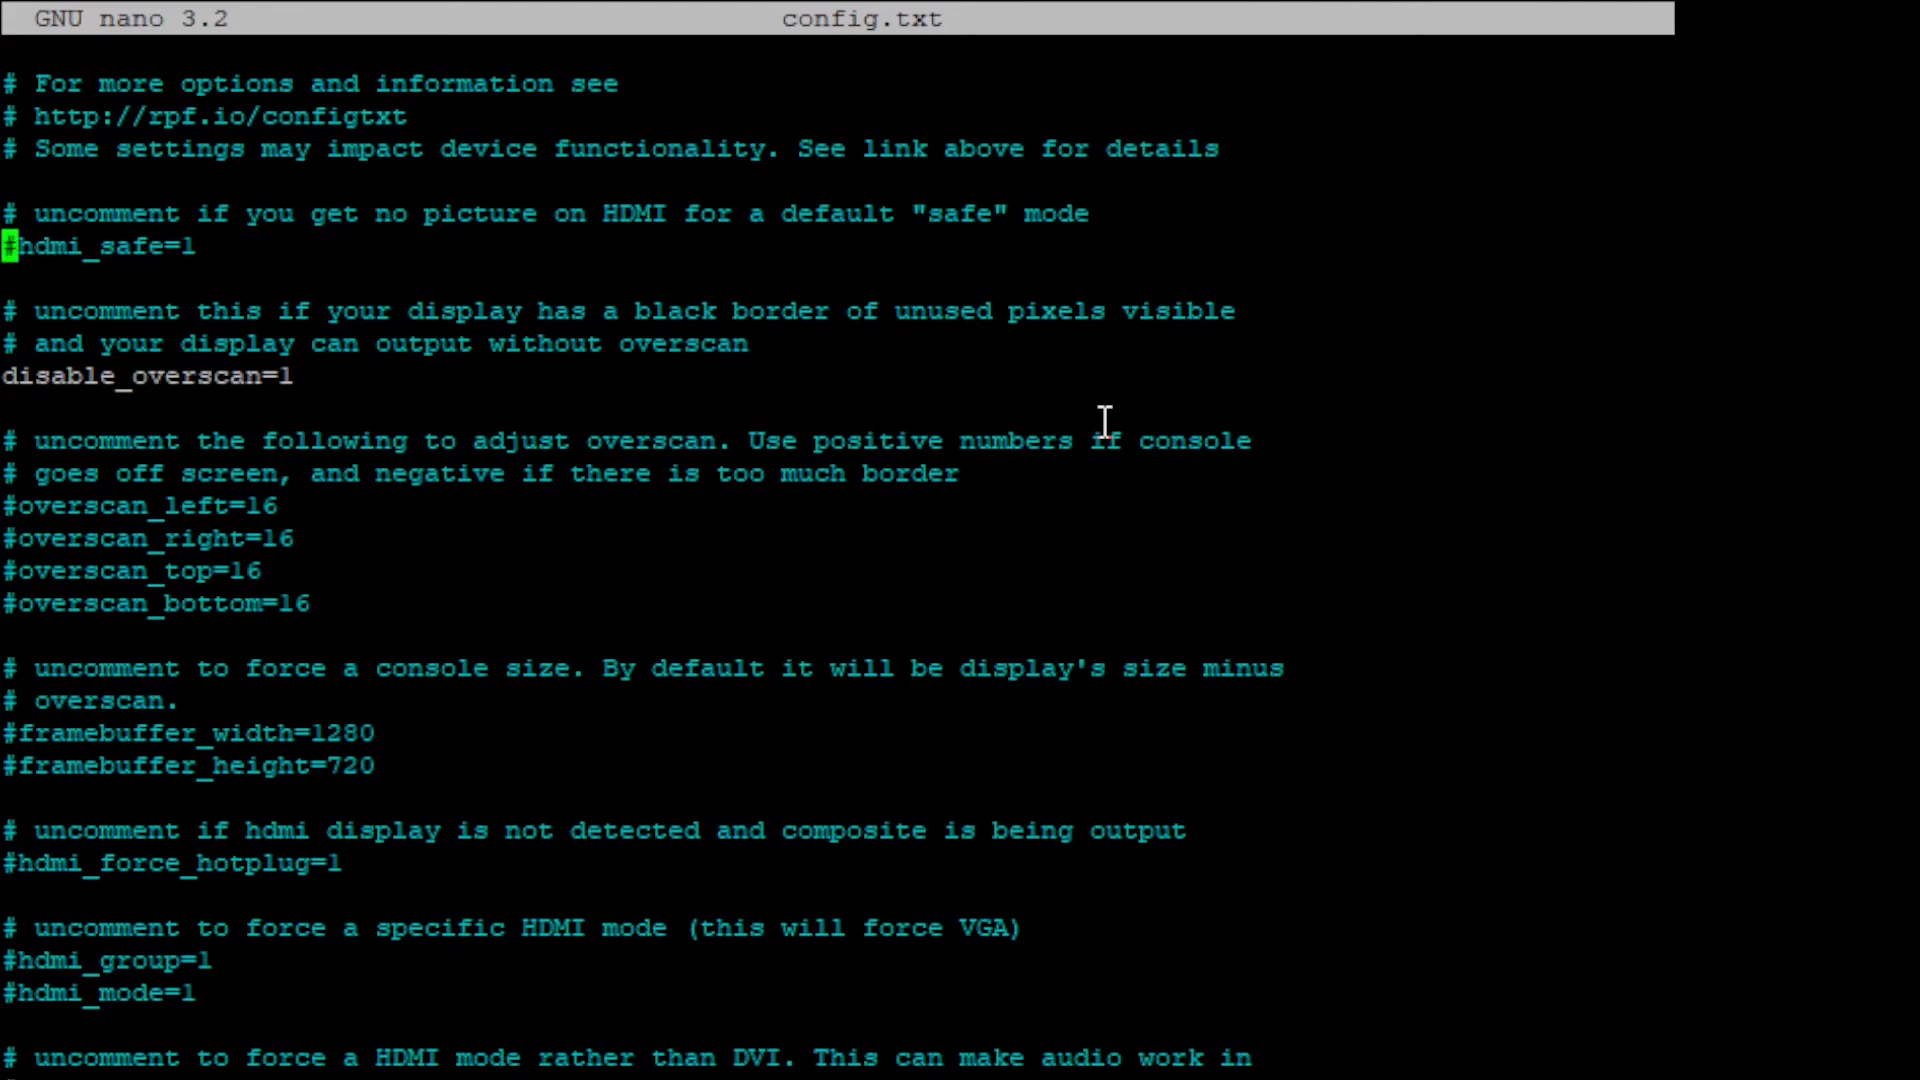 GNU nano 3.2 config.txt
# For more options and information see
# http://rpf.io/configtxt
# Some settings may impact device functionality. See link above for details
# uncomment if you get no picture on HDMI for a default "safe" mode
#hdmi_safe=1
# uncomment this if your display has a black border of unused pixels visible
# and your display can output without overscan
disable_overscan=1
# uncomment the following to adjust overscan. Use positive numbers if console
# goes off screen, and negative if there is too much border
#overscan_left=16
#overscan_right=16
#overscan_top=16
#overscan_bottom=16
# uncomment to force a console size. By default it will be display's size minus
# overscan.
#framebuffer_width=1280
#framebuffer_height=720
# uncomment if hdmi display is not detected and composite is being output
#hdmi_force_hotplug=1
# uncomment to force a specific HDMI mode (this will force VGA)
#hdmi_group=1
#hdmi_mode=1
# uncomment to force a HDMI mode rather than DVI. This can make audio work in